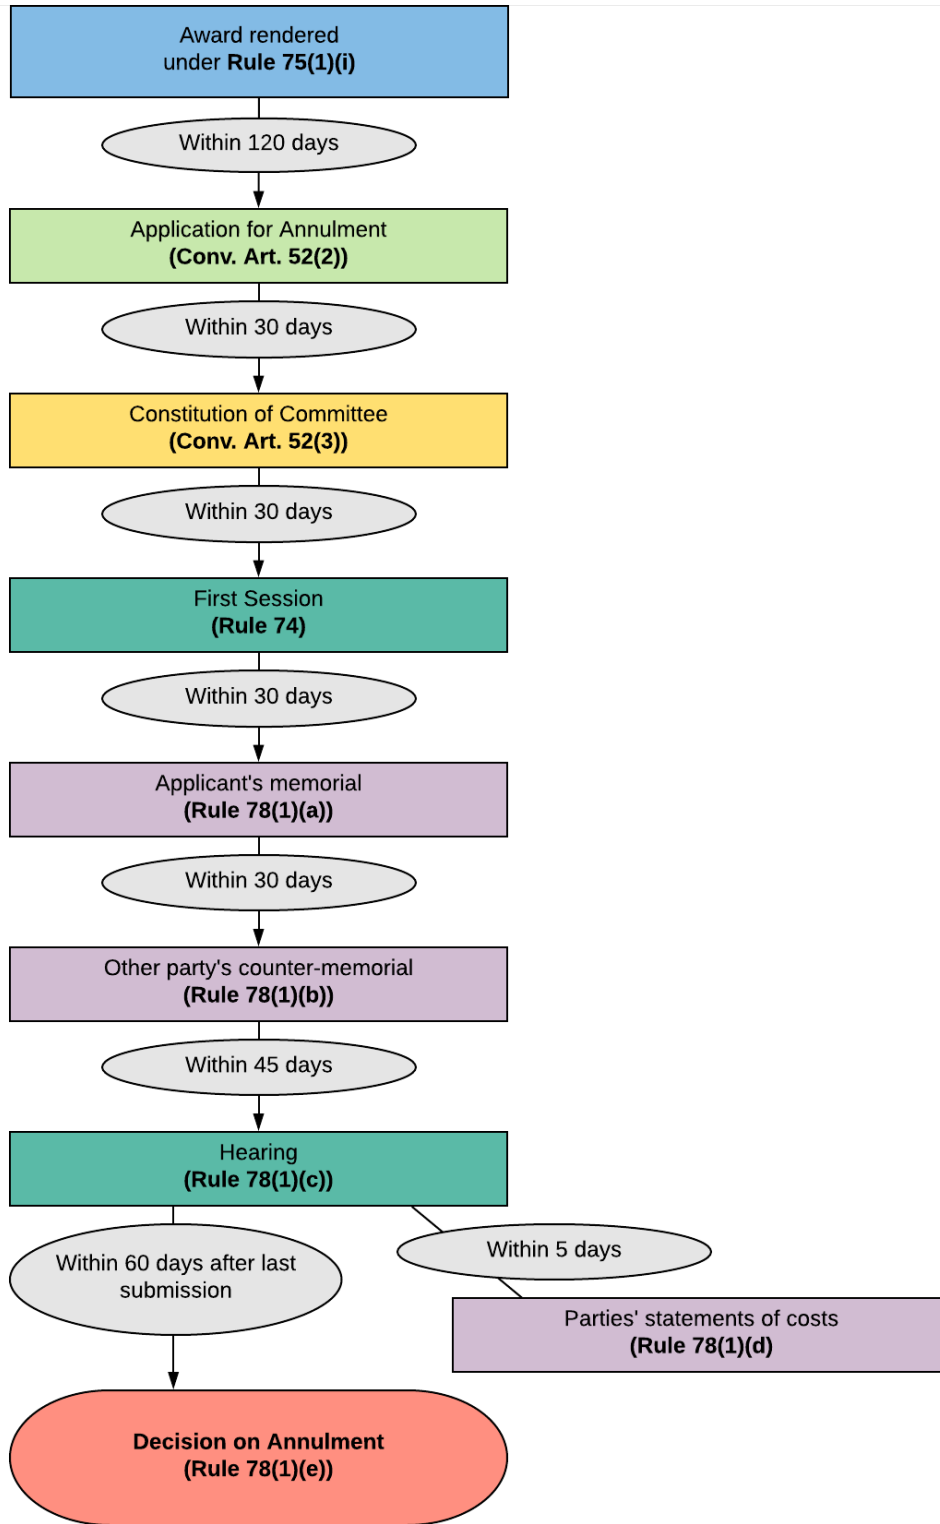 Award rendered
under Rule 75(1)(i)
Within 120 days
Application for Annulment
(Conv. Art. 52(2))
Within 30 days
Constitution of Committee
(Conv. Art. 52(3))
Within 30 days
First Session
(Rule 74)
Within 30 days
Applicant's memorial
(Rule 78(1)(a))
Within 30 days
Other party's counter-memorial
(Rule 78(1)(b))
Within 45 days
Hearing
(Rule 78(1)(c))
Within 60 days after last
submission
Within 5 days
Parties' statements of costs
(Rule 78(1)(d)
Decision on Annulment
(Rule 78(1)(e))